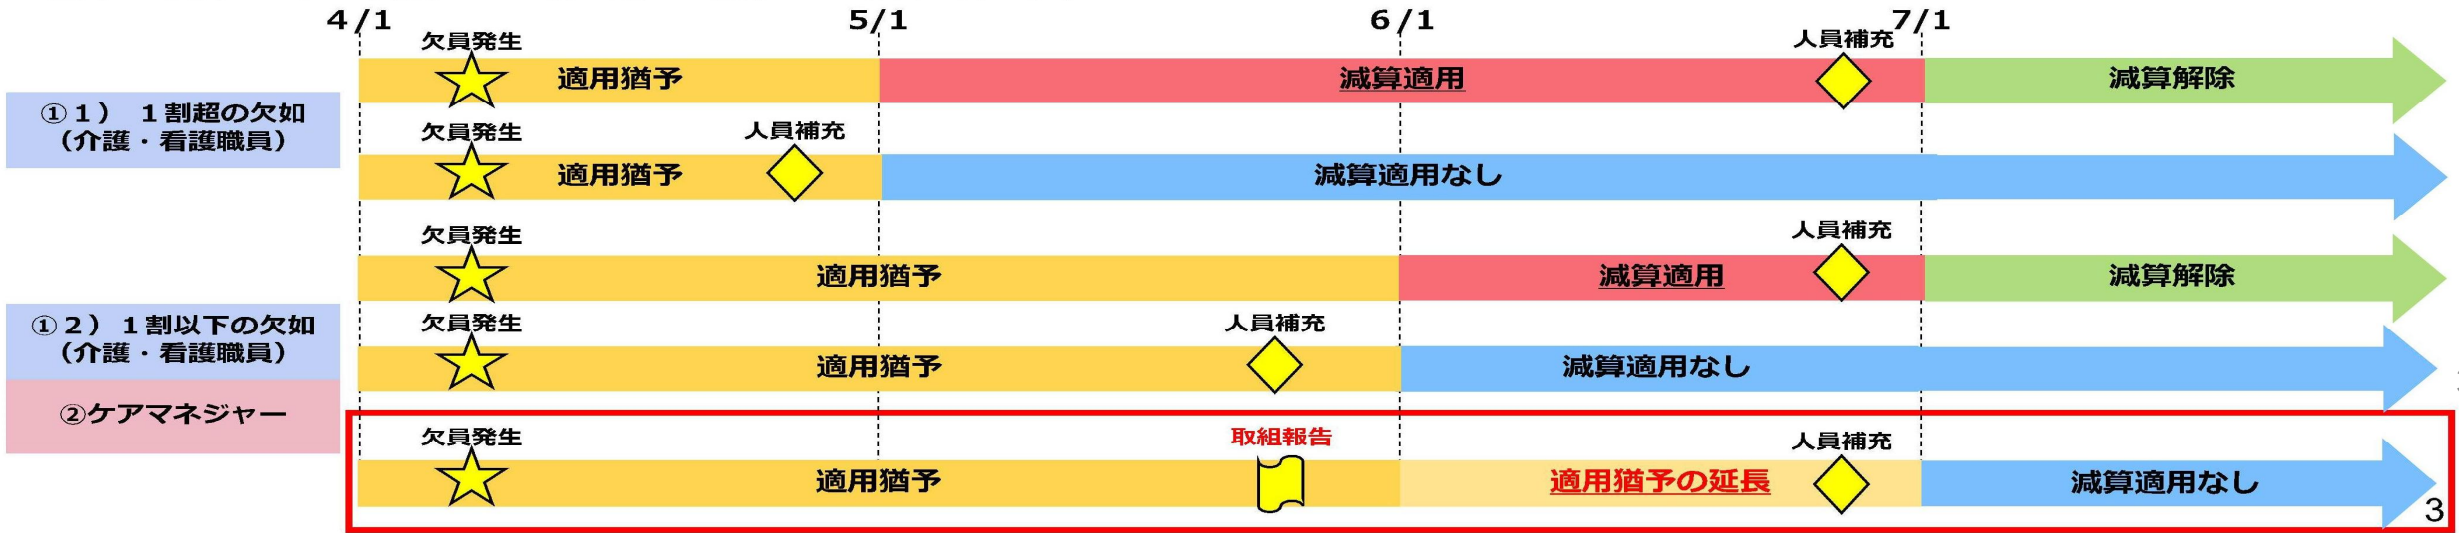 4/1
5/1
6/1
7/1
欠員発生
人員補充
適用猶予
減算適用
減算解除
①1） 1割超の欠如
（介護・看護職員）
欠員発生
人員補充
適用猶予
減算適用なし
欠員発生
人員補充
適用猶予
減算適用
減算解除
①2）1割以下の欠如
（介護・看護職員）
欠員発生
人員補充
適用猶予
減算適用なし
②ケアマネジャー
欠員発生
取組報告
人員補充
適用猶予
適用猶予の延長
減算適用なし
3